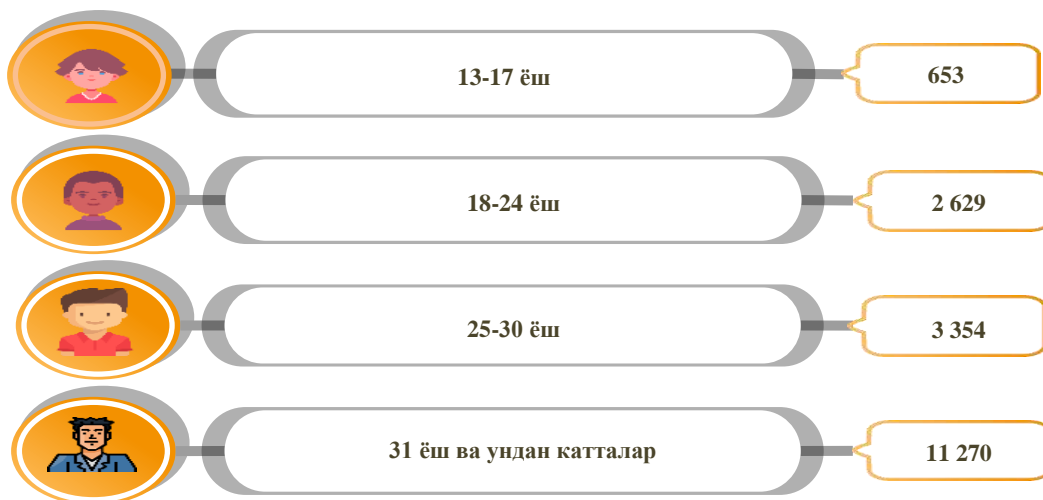 13-17 ёш 653
18-24 ёш 2 629
25-30 ёш 3 354
31 ёш ва ундан катталар 11 270